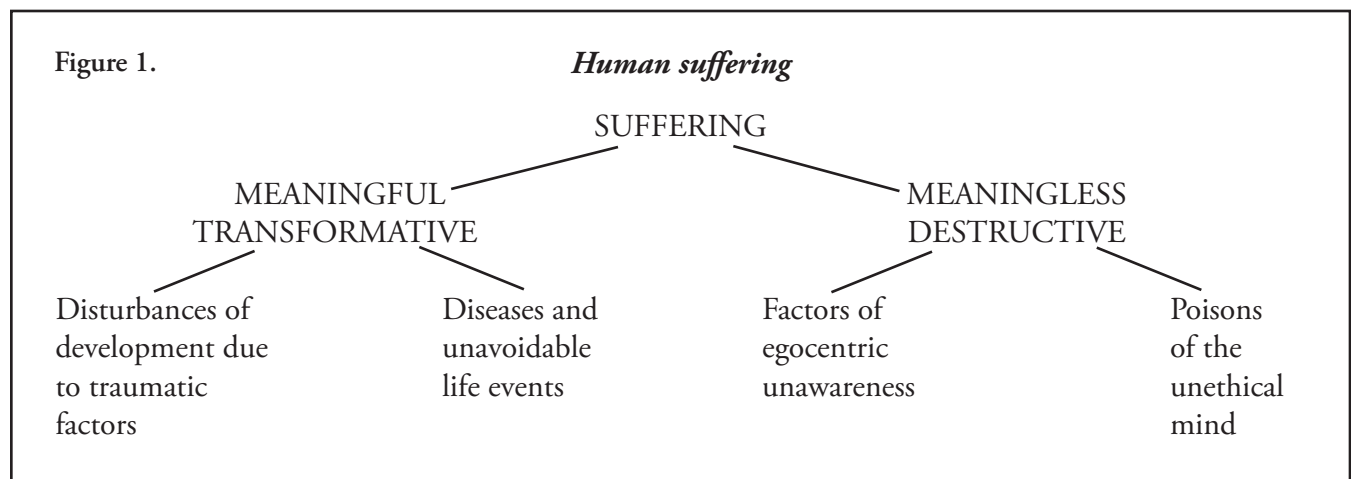 Figure 1.
Human suffering
SUFFERING
MEANINGFUL
TRANSFORMATIVE
MEANINGLESS
DESTRUCTIVE
Disturbances of
development due
to traumatic
factors
Diseases and
unavoidable
life events
Factors of
egocentric
unawareness
Poisons
of the
unethical
mind